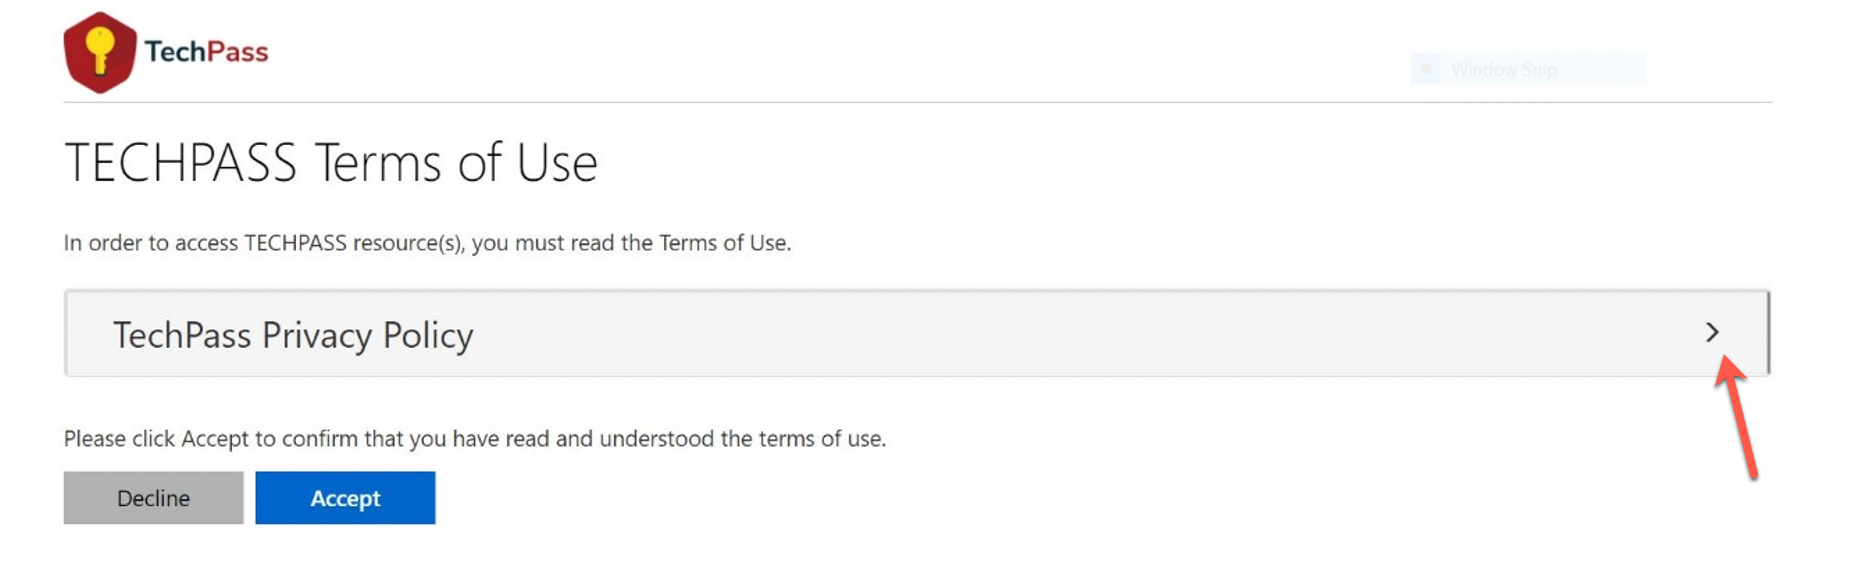 TechPass
Window Snip
TECHPASS Terms of Use
In order to access TECHPASS resource(s), you must read the Terms of Use.
TechPass Privacy Policy
Please click Accept to confirm that you have read and understood the terms of use.
Decline
Accept